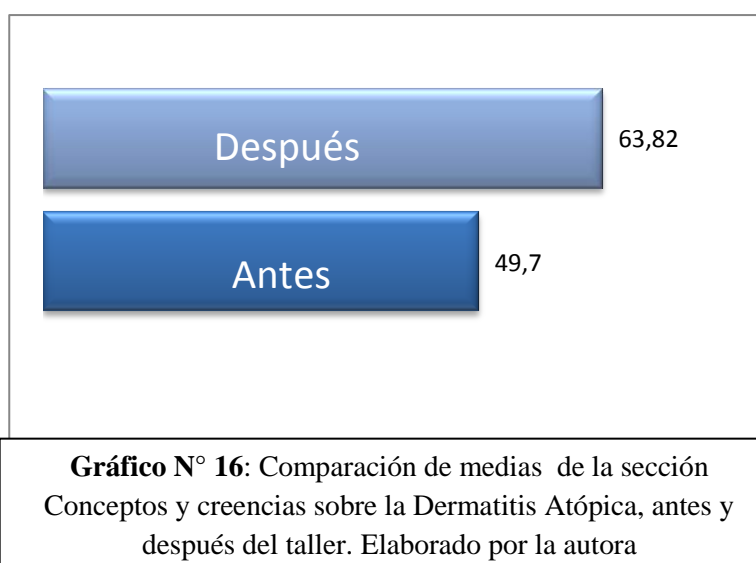 Después
63,82
Antes
49,7
Gráfico N° 16: Comparación de medias de la sección
Conceptos y creencias sobre la Dermatitis Atópica, antes y
después del taller. Elaborado por la autora